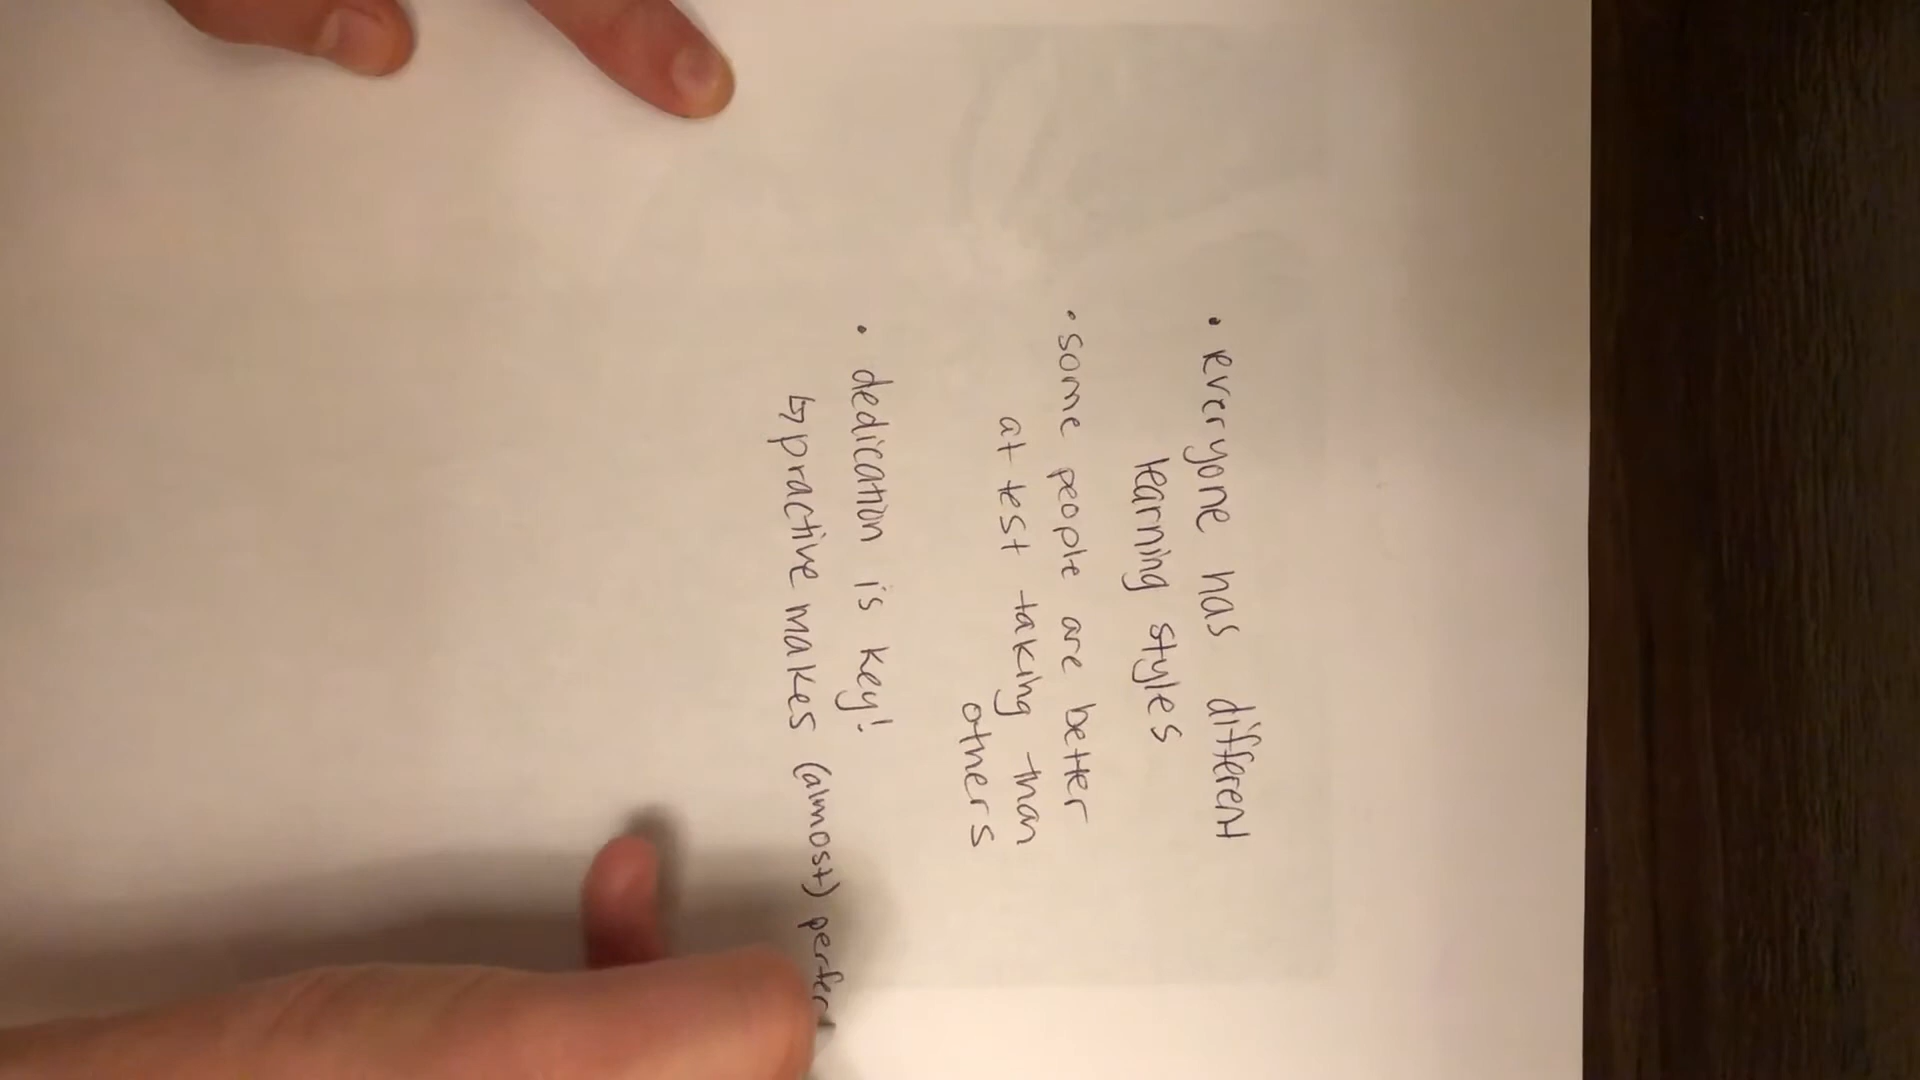 • everyone has different
learning styles
• some people are better
at test taking than
others
• dedication is key!
↳ practive makes (almost) perfect